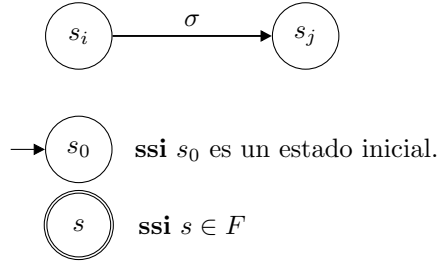 σ
s_i s_j
s_0 ssi s_0 es un estado inicial.
s ssi s ∈ F